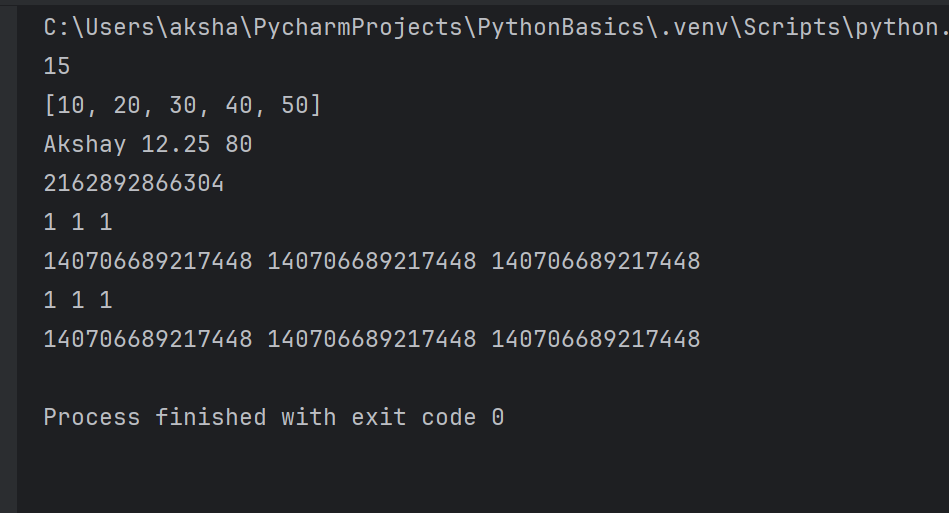 C:\Users\aksha\PycharmProjects\PythonBasics\.venv\Scripts\python.
15
[10, 20, 30, 40, 50]
Akshay 12.25 80
2162892866304
1 1 1
140706689217448 140706689217448 140706689217448
1 1 1
140706689217448 140706689217448 140706689217448
Process finished with exit code 0